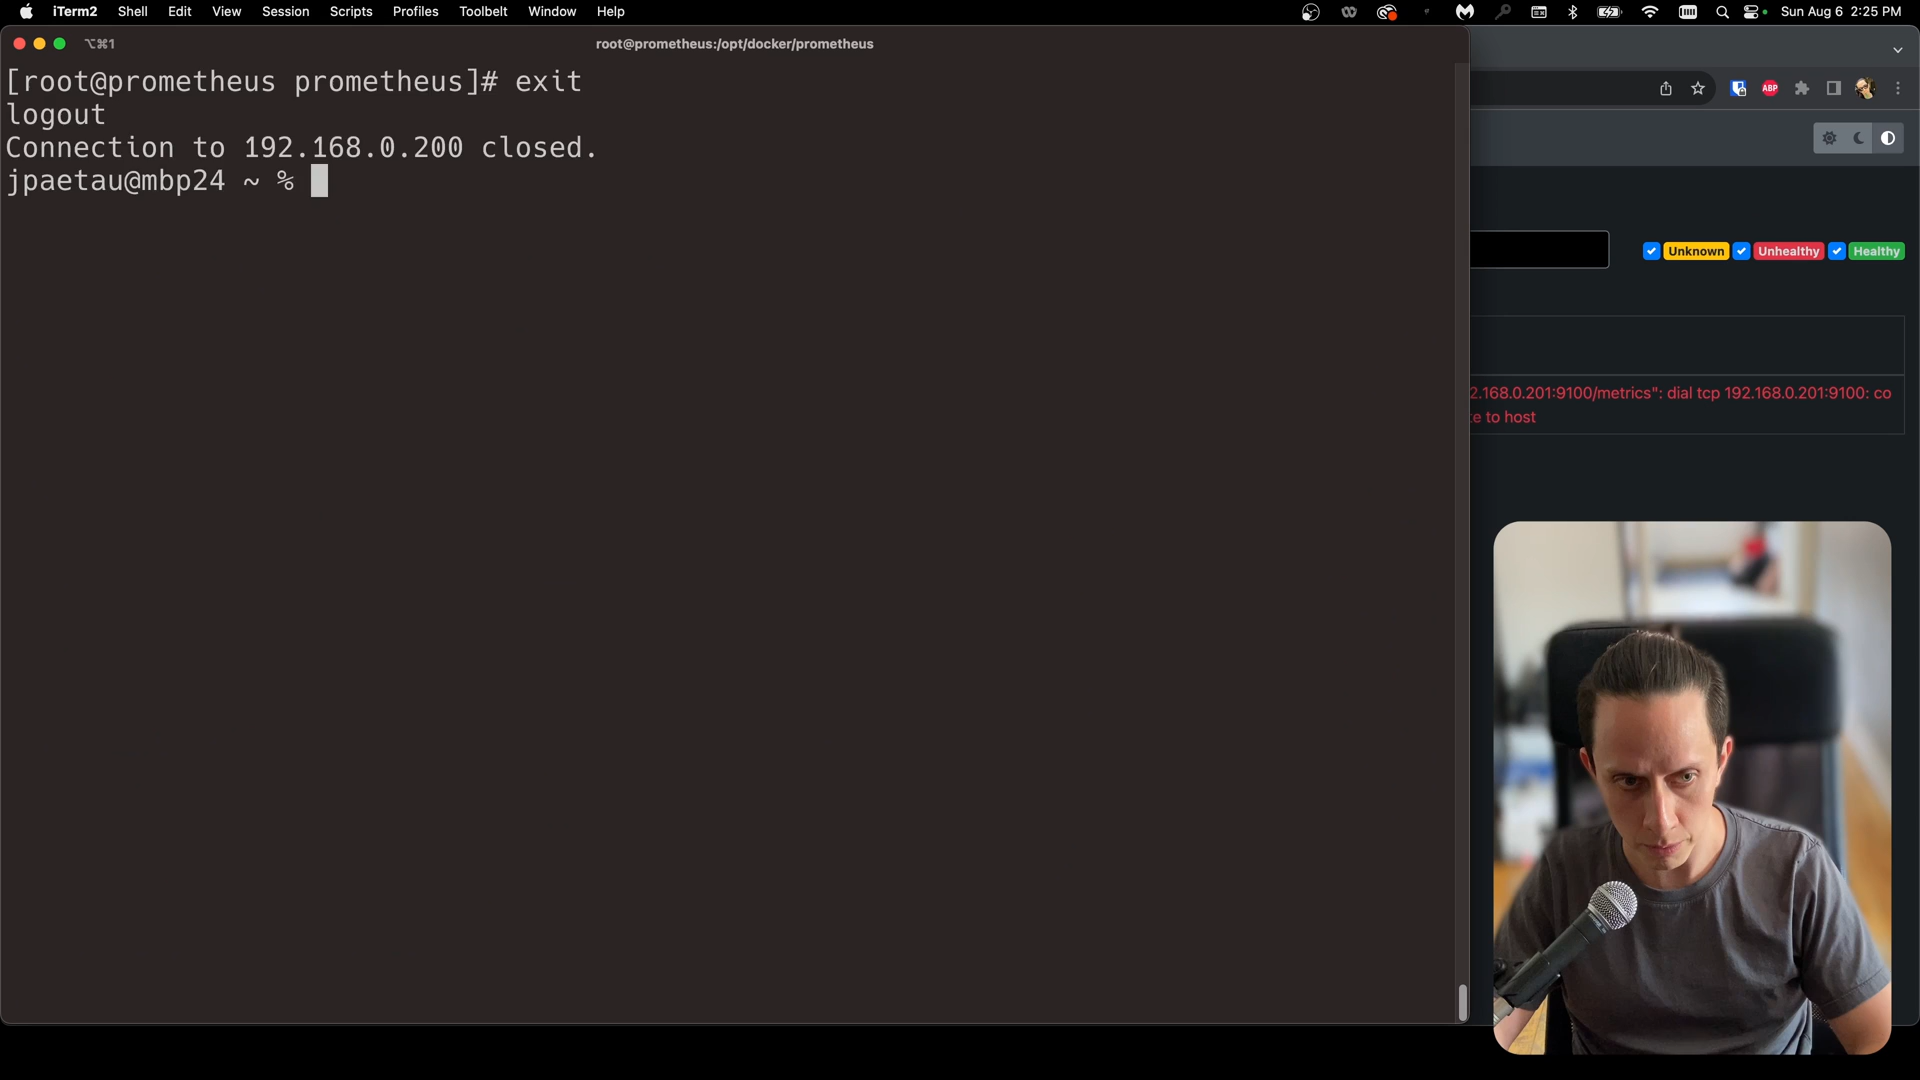 iTerm2 Shell Edit View Session Scripts Profiles Toolbelt Window Help Sun Aug 6 2:25 PM
⌥⌘1 root@prometheus:/opt/docker/prometheus
[root@prometheus prometheus]# exit
logout
Connection to 192.168.0.200 closed.
jpaetau@mbp24 ~ %
ABP
Unknown Unhealthy Healthy
2.168.0.201:9100/metrics": dial tcp 192.168.0.201:9100: co
te to host